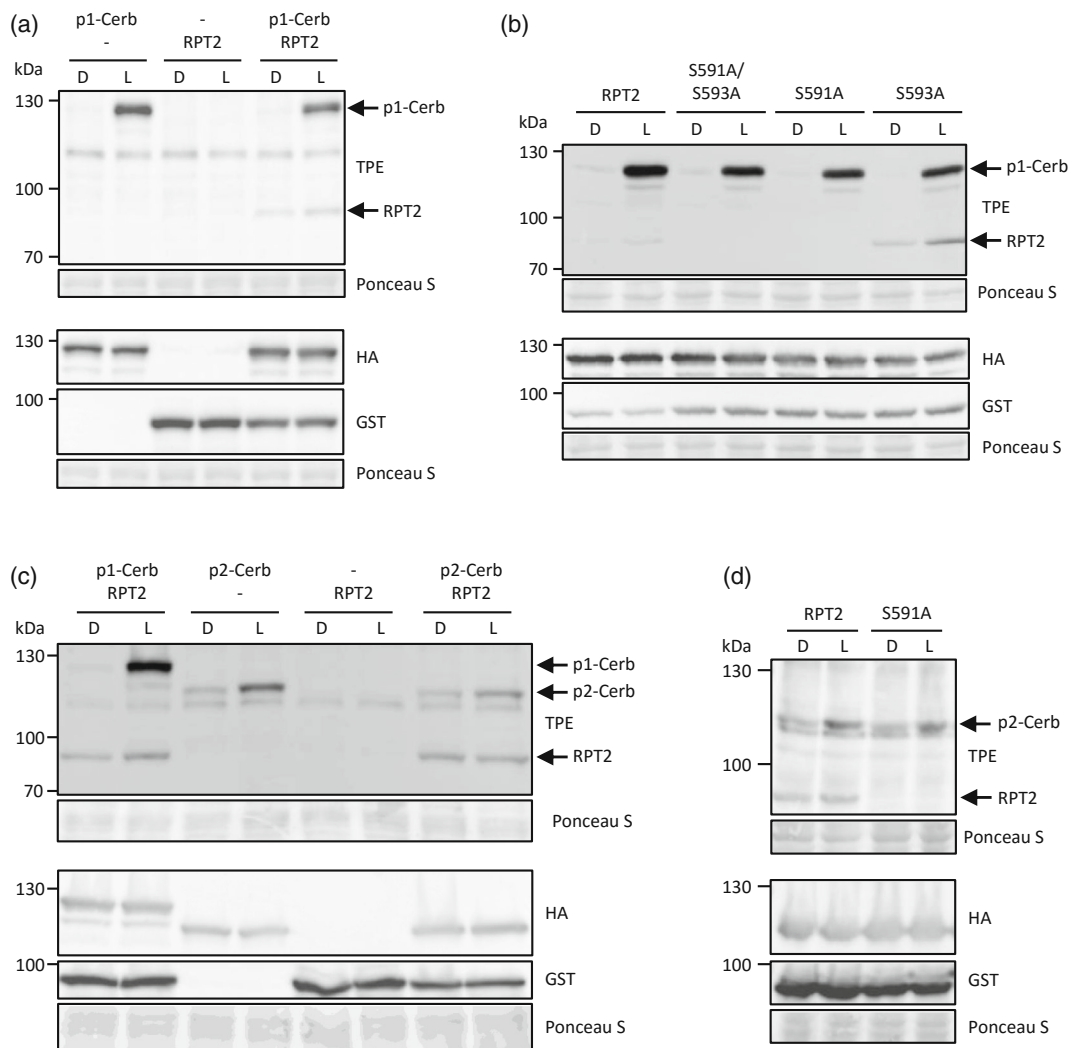 (a)
p1-Cerb - p1-Cerb
- RPT2 RPT2
kDa D L D L D L
130
p1-Cerb
TPE
100
RPT2
70
Ponceau S
130
HA
100
GST
Ponceau S
(b)
S591A/
RPT2 S593A S591A S593A
kDa D L D L D L D L
130
p1-Cerb
TPE
100
RPT2
70
Ponceau S
130
HA
100
GST
Ponceau S
(c)
p1-Cerb p2-Cerb - p2-Cerb
RPT2 - RPT2 RPT2
kDa D L D L D L D L
130
p1-Cerb
p2-Cerb
TPE
100
RPT2
70
Ponceau S
130
HA
100
GST
Ponceau S
(d)
RPT2 S591A
kDa D L D L
130
p2-Cerb
TPE
100
RPT2
Ponceau S
130
HA
100
GST
Ponceau S